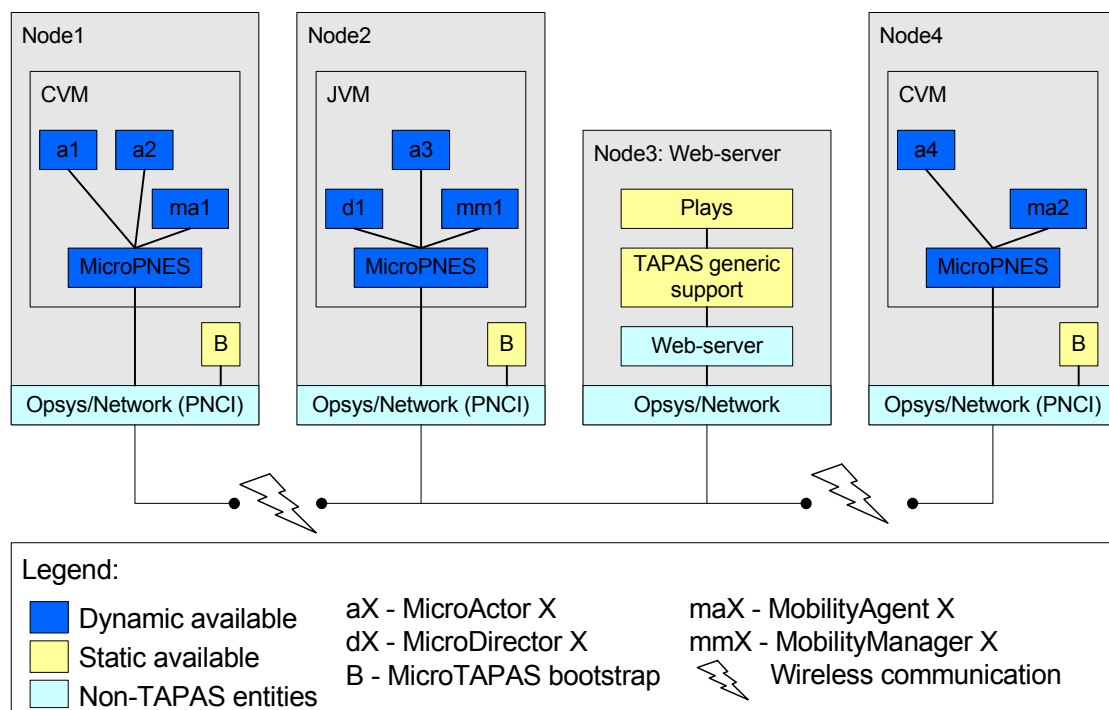 Node1
CVM
a1
a2
ma1
MicroPNES
B
Opsys/Network (PNCI)
Node2
JVM
a3
d1
mm1
MicroPNES
B
Opsys/Network (PNCI)
Node3: Web-server
Plays
TAPAS generic
support
Web-server
Opsys/Network
Node4
CVM
a4
ma2
MicroPNES
B
Opsys/Network (PNCI)
Legend:
Dynamic available
Static available
Non-TAPAS entities
aX - MicroActor X
dX - MicroDirector X
B - MicroTAPAS bootstrap
maX - MobilityAgent X
mmX - MobilityManager X
Wireless communication